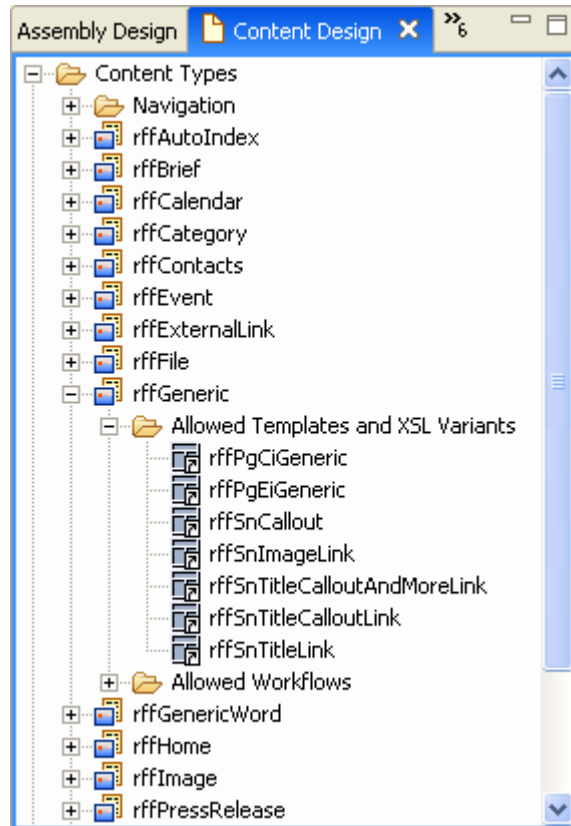 Assembly Design Content Design »6
Content Types
Navigation
rffAutoIndex
rffBrief
rffCalendar
rffCategory
rffContacts
rffEvent
rffExternalLink
rffFile
rffGeneric
Allowed Templates and XSL Variants
rffPgCiGeneric
rffPgEiGeneric
rffSnCallout
rffSnImageLink
rffSnTitleCalloutAndMoreLink
rffSnTitleCalloutLink
rffSnTitleLink
Allowed Workflows
rffGenericWord
rffHome
rffImage
rffPressRelease